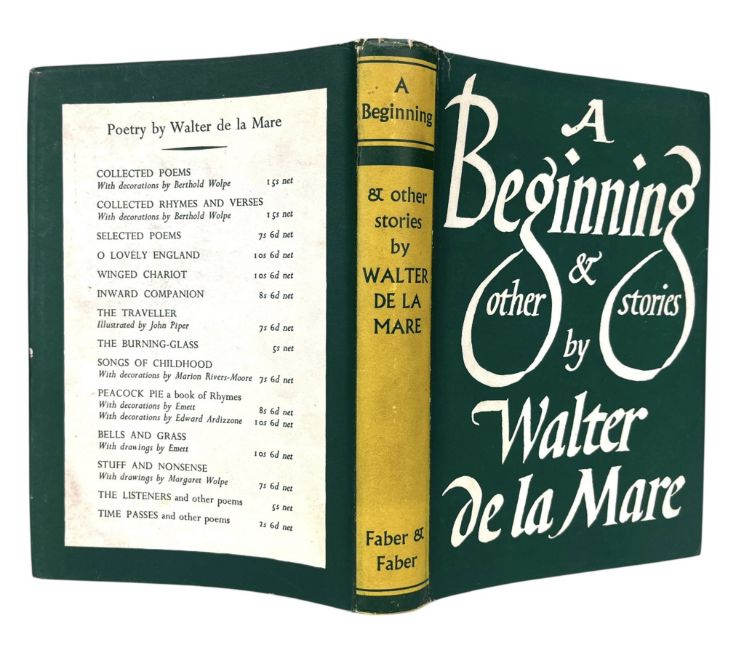 Poetry by Walter de la Mare
COLLECTED POEMS
With decorations by Berthold Wolpe 15s net
COLLECTED RHYMES AND VERSES
With decorations by Berthold Wolpe 15s net
SELECTED POEMS 7s 6d net
O LOVELY ENGLAND 10s 6d net
WINGED CHARIOT 10s 6d net
INWARD COMPANION 8s 6d net
THE TRAVELLER
Illustrated by John Piper 7s 6d net
THE BURNING-GLASS 5s net
SONGS OF CHILDHOOD
With decorations by Marion Rivers-Moore 7s 6d net
PEACOCK PIE a book of Rhymes
With decorations by Emett 8s 6d net
With decorations by Edward Ardizzone 10s 6d net
BELLS AND GRASS
With drawings by Emett 10s 6d net
STUFF AND NONSENSE
With drawings by Margaret Wolpe 7s 6d net
THE LISTENERS and other poems 5s net
TIME PASSES and other poems 2s 6d net
A
Beginning
& other
stories
by
WALTER
DE LA
MARE
Faber &
Faber
A
Beginning
&
other stories
by
Walter
de la Mare